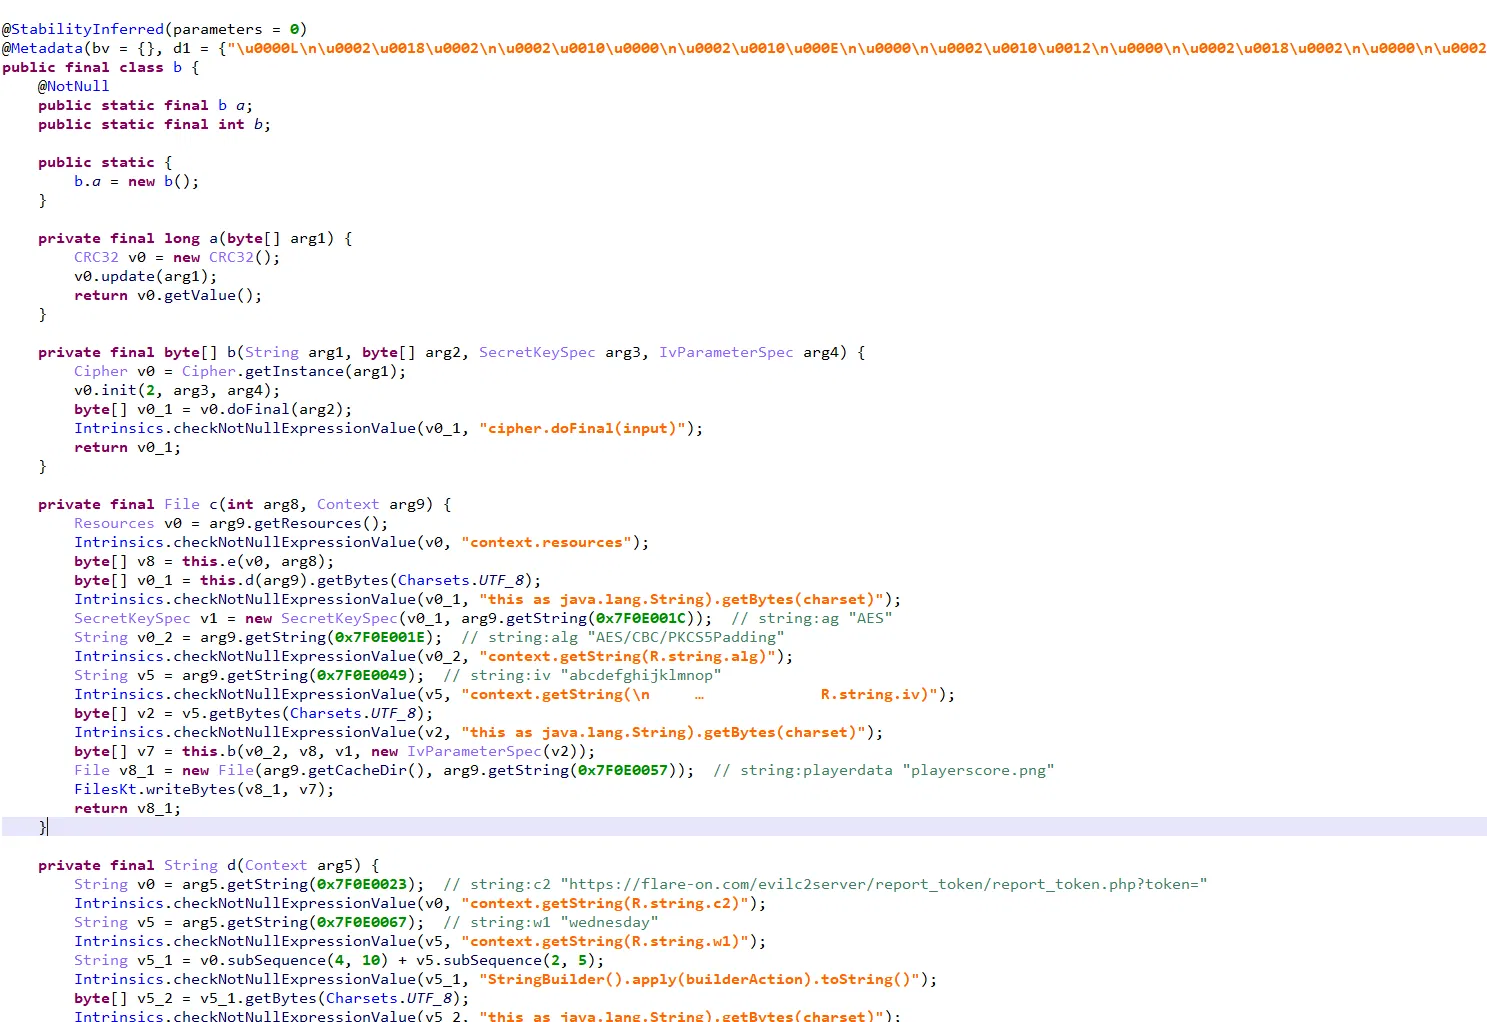 @StabilityInferred(parameters = 0)
@Metadata(bv = {}, d1 = {"\u0000L\n\u0002\u0018\u0002\n\u0002\u0010\u0000\n\u0002\u0010\u000E\n\u0000\n\u0002\u0010\u0012\n\u0000\n\u0002\u0018\u0002\n\u0000\n\u0002
public final class b {
    @NotNull
    public static final b a;
    public static final int b;

    public static {
        b.a = new b();
    }

    private final long a(byte[] arg1) {
        CRC32 v0 = new CRC32();
        v0.update(arg1);
        return v0.getValue();
    }

    private final byte[] b(String arg1, byte[] arg2, SecretKeySpec arg3, IvParameterSpec arg4) {
        Cipher v0 = Cipher.getInstance(arg1);
        v0.init(2, arg3, arg4);
        byte[] v0_1 = v0.doFinal(arg2);
        Intrinsics.checkNotNullExpressionValue(v0_1, "cipher.doFinal(input)");
        return v0_1;
    }

    private final File c(int arg8, Context arg9) {
        Resources v0 = arg9.getResources();
        Intrinsics.checkNotNullExpressionValue(v0, "context.resources");
        byte[] v8 = this.e(v0, arg8);
        byte[] v0_1 = this.d(arg9).getBytes(Charsets.UTF_8);
        Intrinsics.checkNotNullExpressionValue(v0_1, "this as java.lang.String).getBytes(charset)");
        SecretKeySpec v1 = new SecretKeySpec(v0_1, arg9.getString(0x7F0E001C));  // string:ag "AES"
        String v0_2 = arg9.getString(0x7F0E001E);  // string:alg "AES/CBC/PKCS5Padding"
        Intrinsics.checkNotNullExpressionValue(v0_2, "context.getString(R.string.alg)");
        String v5 = arg9.getString(0x7F0E0049);  // string:iv "abcdefghijklmnop"
        Intrinsics.checkNotNullExpressionValue(v5, "context.getString(\n     …             R.string.iv)");
        byte[] v2 = v5.getBytes(Charsets.UTF_8);
        Intrinsics.checkNotNullExpressionValue(v2, "this as java.lang.String).getBytes(charset)");
        byte[] v7 = this.b(v0_2, v8, v1, new IvParameterSpec(v2));
        File v8_1 = new File(arg9.getCacheDir(), arg9.getString(0x7F0E0057));  // string:playerdata "playerscore.png"
        FilesKt.writeBytes(v8_1, v7);
        return v8_1;
    }

    private final String d(Context arg5) {
        String v0 = arg5.getString(0x7F0E0023);  // string:c2 "https://flare-on.com/evilc2server/report_token/report_token.php?token="
        Intrinsics.checkNotNullExpressionValue(v0, "context.getString(R.string.c2)");
        String v5 = arg5.getString(0x7F0E0067);  // string:w1 "wednesday"
        Intrinsics.checkNotNullExpressionValue(v5, "context.getString(R.string.w1)");
        String v5_1 = v0.subSequence(4, 10) + v5.subSequence(2, 5);
        Intrinsics.checkNotNullExpressionValue(v5_1, "StringBuilder().apply(builderAction).toString()");
        byte[] v5_2 = v5_1.getBytes(Charsets.UTF_8);
        Intrinsics.checkNotNullExpressionValue(v5_2, "this as java.lang.String).getBytes(charset)");